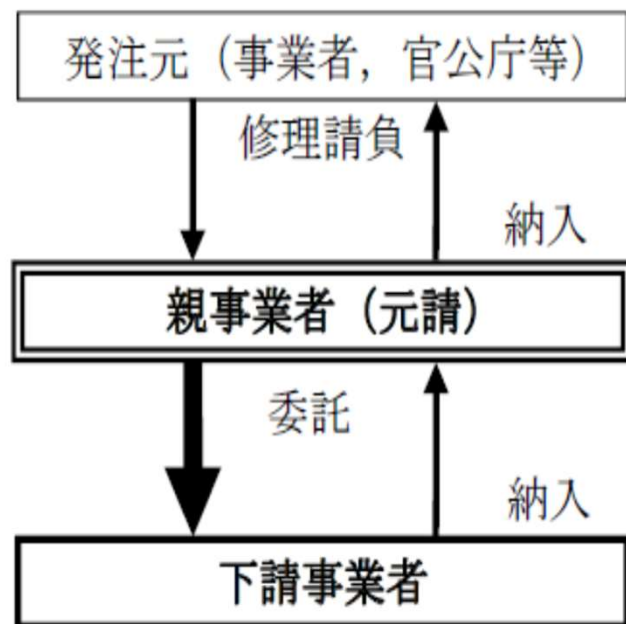 発注元（事業者，官公庁等）
修理請負
納入
親事業者（元請）
委託
納入
下請事業者